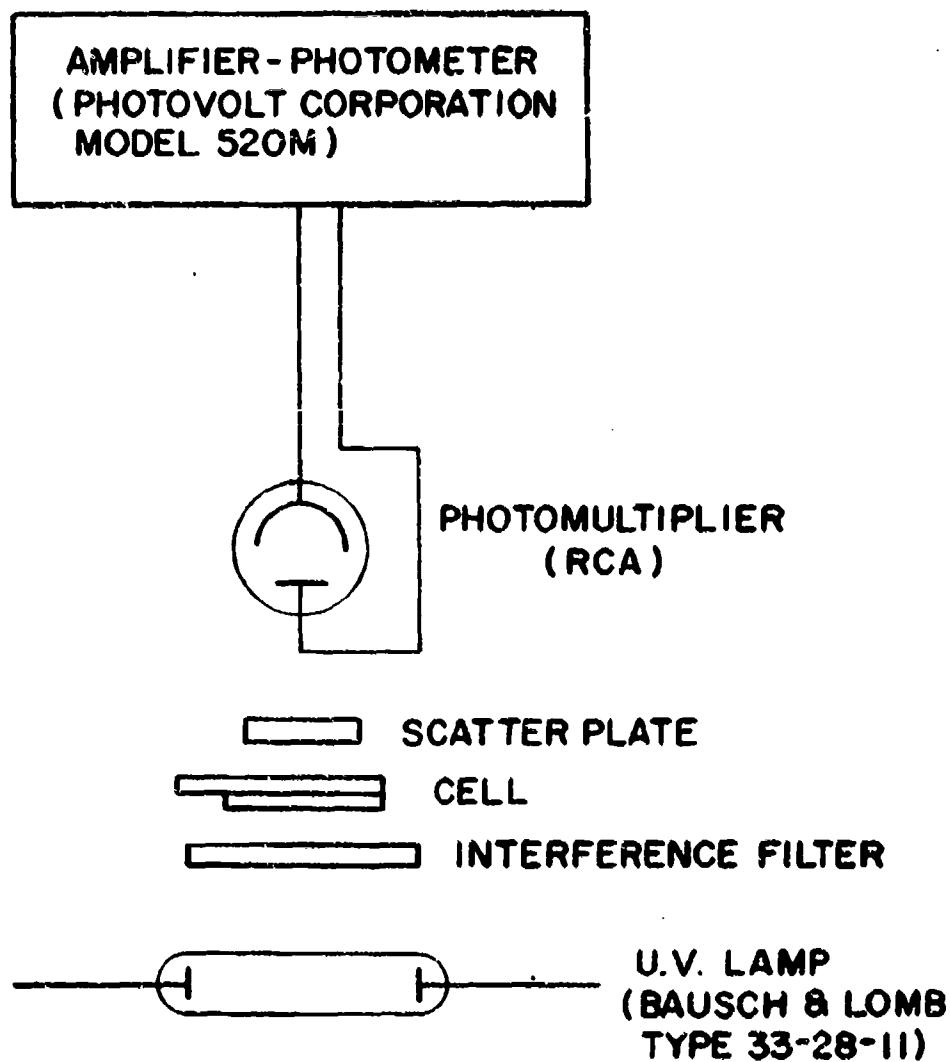 AMPLIFIER - PHOTOMETER
(PHOTOVOLT CORPORATION
MODEL 520M)
PHOTOMULTIPLIER
(RCA)
SCATTER PLATE
CELL
INTERFERENCE FILTER
U.V. LAMP
(BAUSCH & LOMB
TYPE 33-28-11)